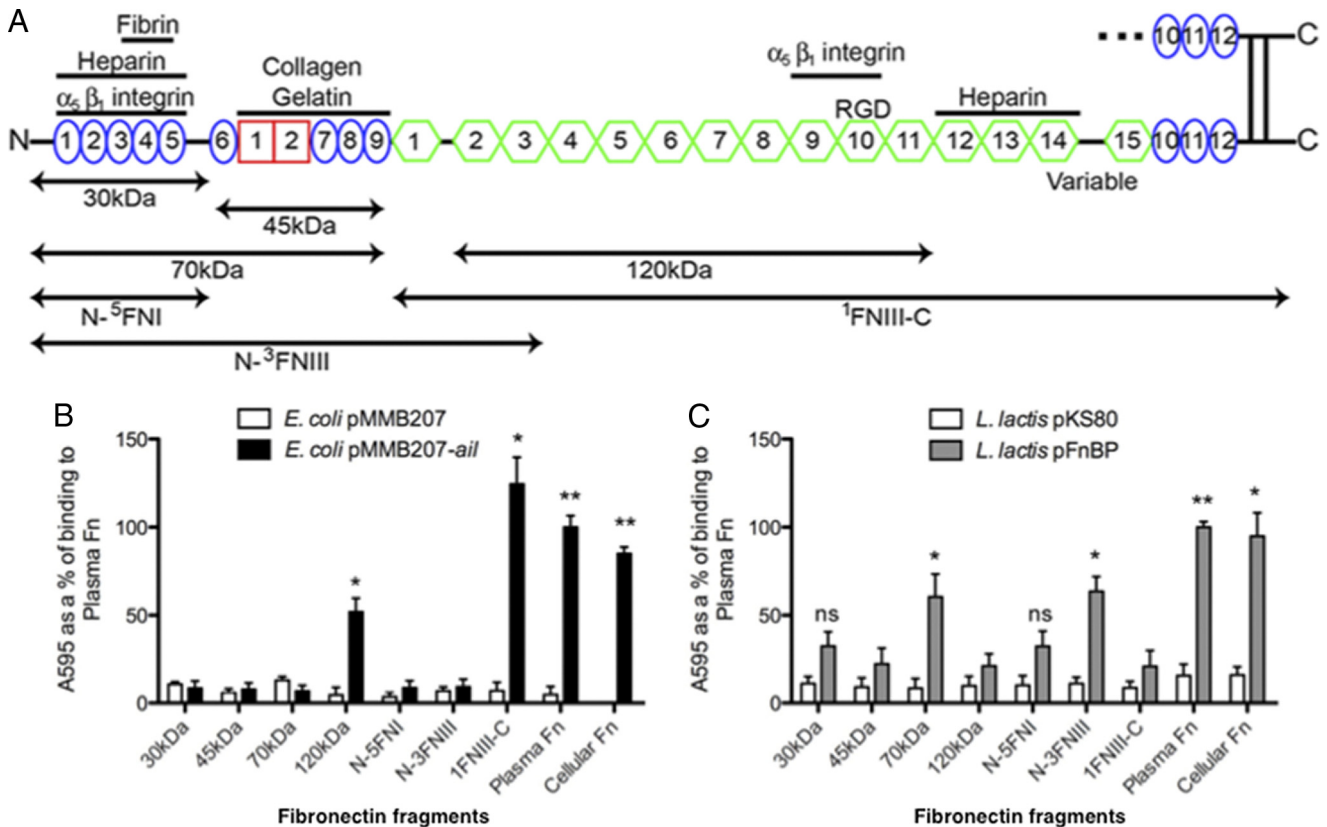 A
Fibrin
Heparin
α₅ β₁ integrin
Collagen
Gelatin
α₅ β₁ integrin
RGD
Heparin
10 11 12 C
N 1 2 3 4 5 6 1 2 7 8 9 1 2 3 4 5 6 7 8 9 10 11 12 13 14 15 10 11 12 C
Variable
30kDa
45kDa
70kDa
120kDa
N-⁵FNI
¹FNIII-C
N-³FNIII
B
E. coli pMMB207
E. coli pMMB207-ail
A595 as a % of binding to
Plasma Fn
150
100
50
0
*
*
**
**
30kDa
45kDa
70kDa
120kDa
N-5FNI
N-3FNIII
1FNIII-C
Plasma Fn
Cellular Fn
Fibronectin fragments
C
L. lactis pKS80
L. lactis pFnBP
A595 as a % of binding to
Plasma Fn
150
100
50
0
ns
*
ns
*
**
*
30kDa
45kDa
70kDa
120kDa
N-5FNI
N-3FNIII
1FNIII-C
Plasma Fn
Cellular Fn
Fibronectin fragments